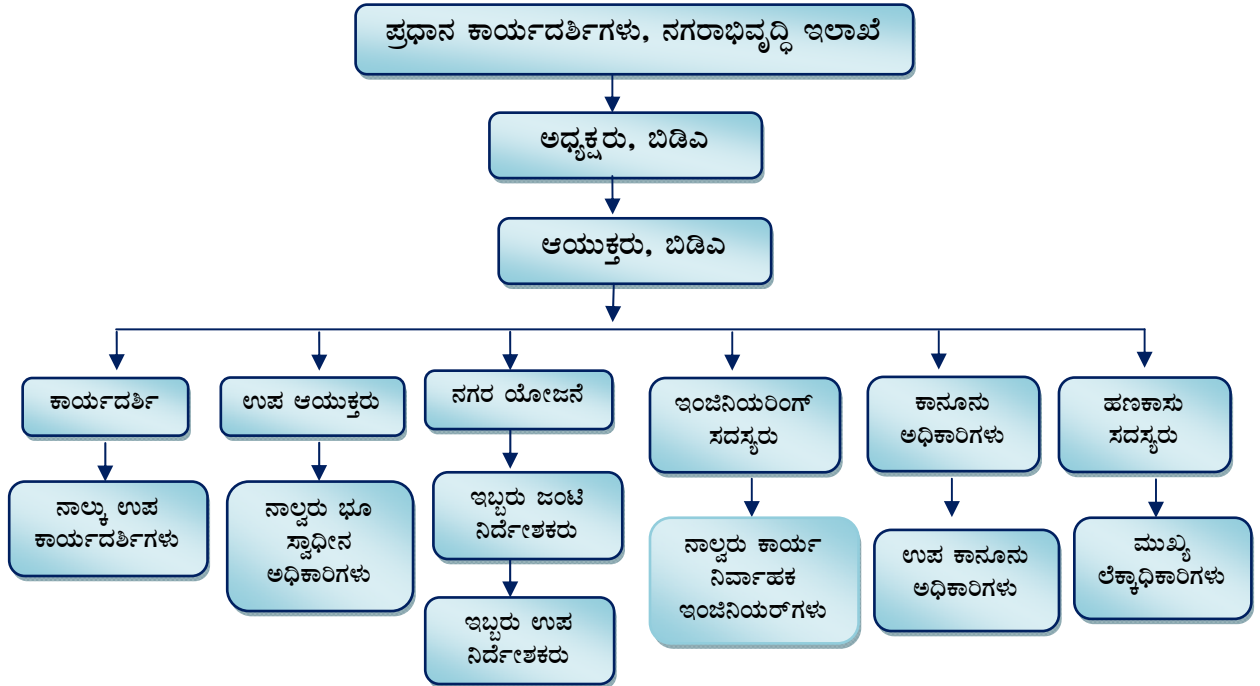 ಪ್ರಧಾನ ಕಾರ್ಯದರ್ಶಿಗಳು, ನಗರಾಭಿವೃದ್ಧಿ ಇಲಾಖೆ
ಅಧ್ಯಕ್ಷರು, ಬಿಡಿಎ
ಆಯುಕ್ತರು, ಬಿಡಿಎ
ಕಾರ್ಯದರ್ಶಿ
ನಾಲ್ಕು ಉಪ
ಕಾರ್ಯದರ್ಶಿಗಳು
ಉಪ ಆಯುಕ್ತರು
ನಾಲ್ವರು ಭೂ
ಸ್ವಾಧೀನ
ಅಧಿಕಾರಿಗಳು
ನಗರ ಯೋಜನೆ
ಇಬ್ಬರು ಜಂಟಿ
ನಿರ್ದೇಶಕರು
ಇಬ್ಬರು ಉಪ
ನಿರ್ದೇಶಕರು
ಇಂಜಿನಿಯರಿಂಗ್
ಸದಸ್ಯರು
ನಾಲ್ವರು ಕಾರ್ಯ
ನಿರ್ವಾಹಕ
ಇಂಜಿನಿಯರ್‌ಗಳು
ಕಾನೂನು
ಅಧಿಕಾರಿಗಳು
ಉಪ ಕಾನೂನು
ಅಧಿಕಾರಿಗಳು
ಹಣಕಾಸು
ಸದಸ್ಯರು
ಮುಖ್ಯ
ಲೆಕ್ಕಾಧಿಕಾರಿಗಳು